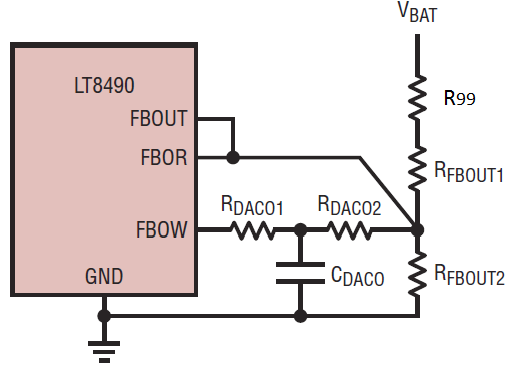 VBAT
LT8490
R99
FBOUT
FBOR
RFBOUT1
RDACO1
RDACO2
FBOW
CDACO
RFBOUT2
GND